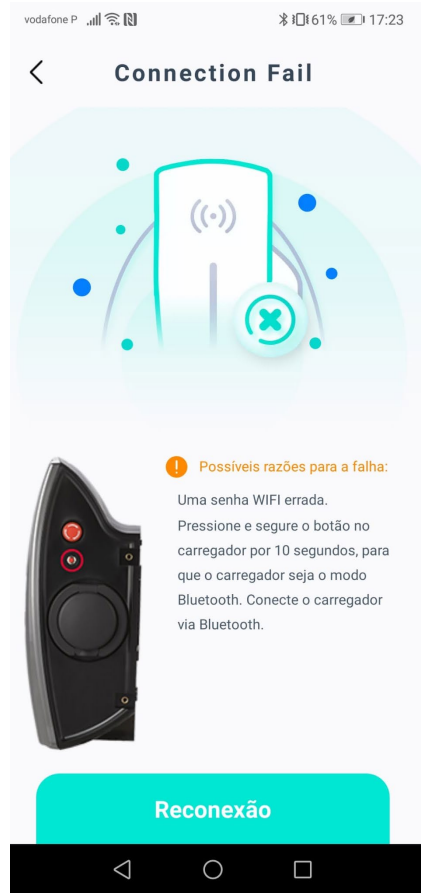 vodafone P 61% 17:23
Connection Fail
Possíveis razões para a falha:
Uma senha WIFI errada.
Pressione e segure o botão no
carregador por 10 segundos, para
que o carregador seja o modo
Bluetooth. Conecte o carregador
via Bluetooth.
Reconexão